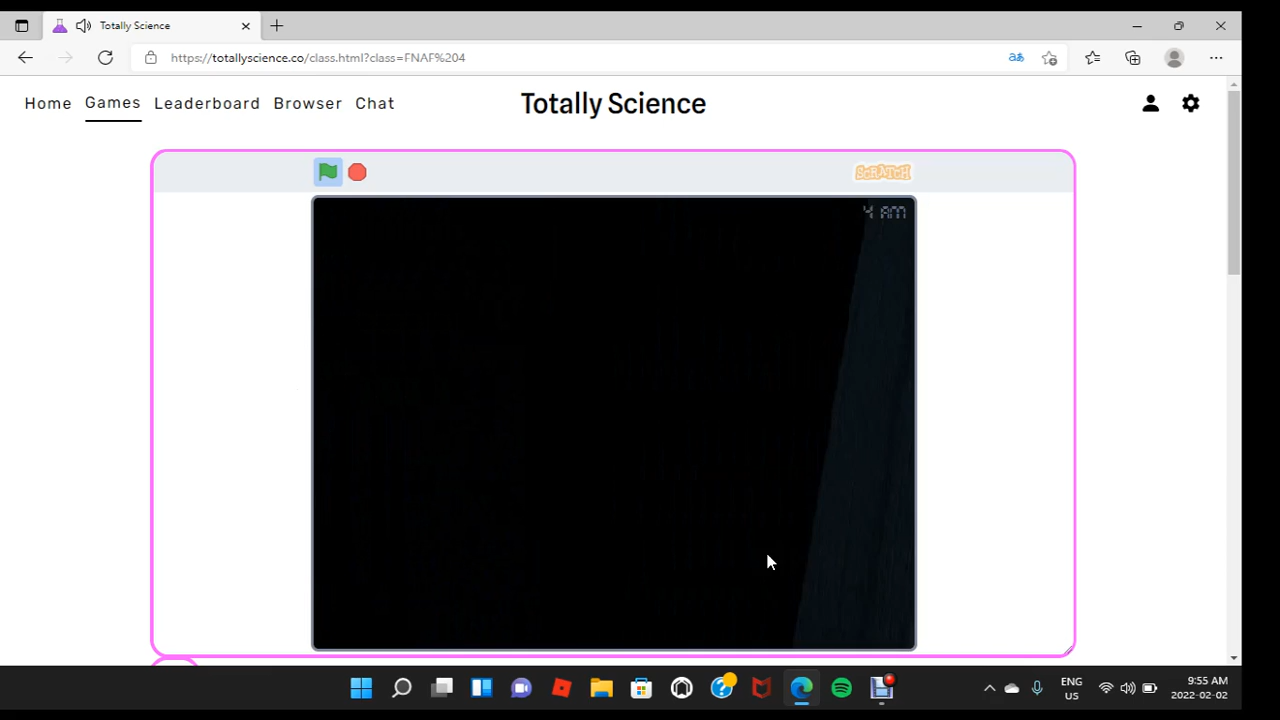 Totally Science
https://totallyscience.co/class.html?class=FNAF%204
Home Games Leaderboard Browser Chat
Totally Science
SCRATCH
4 AM
ENG
US
9:55 AM
2022-02-02